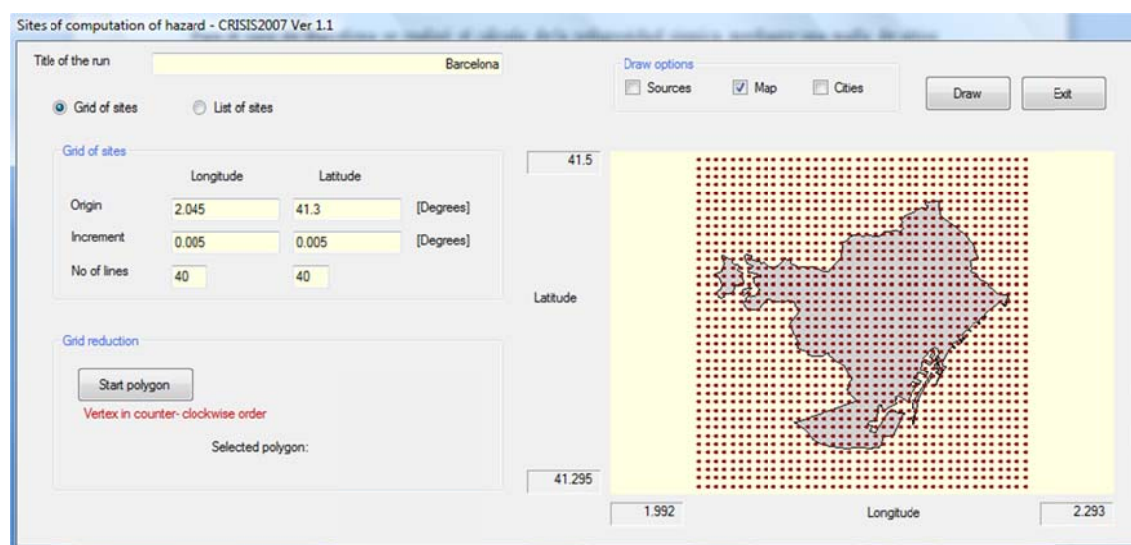 Sites of computation of hazard - CRISIS2007 Ver 1.1
Title of the run
Barcelona
Grid of sites
List of sites
Draw options
Sources
Map
Cities
Draw
Exit
Grid of sites
Longitude Latitude
Origin 2.045 41.3 [Degrees]
Increment 0.005 0.005 [Degrees]
No of lines 40 40
Grid reduction
Start polygon
Vertex in counter- clockwise order
Selected polygon:
41.5
Latitude
41.295
1.992 Longitude 2.293